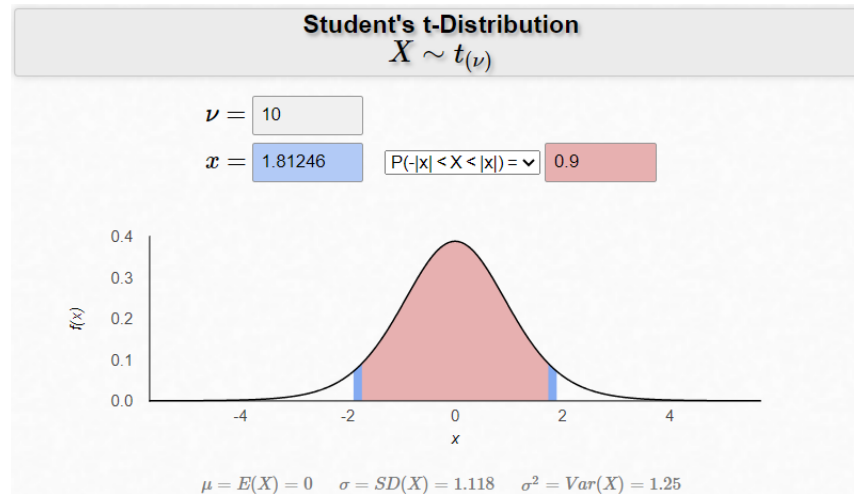 Student's t-Distribution
X ∼ t(ν)
ν = 10
x = 1.81246 P(-|x| < X < |x|) = 0.9
0.4
0.3
0.2
0.1
0.0
f(x)
-4 -2 0 2 4
x
μ = E(X) = 0 σ = SD(X) = 1.118 σ² = Var(X) = 1.25